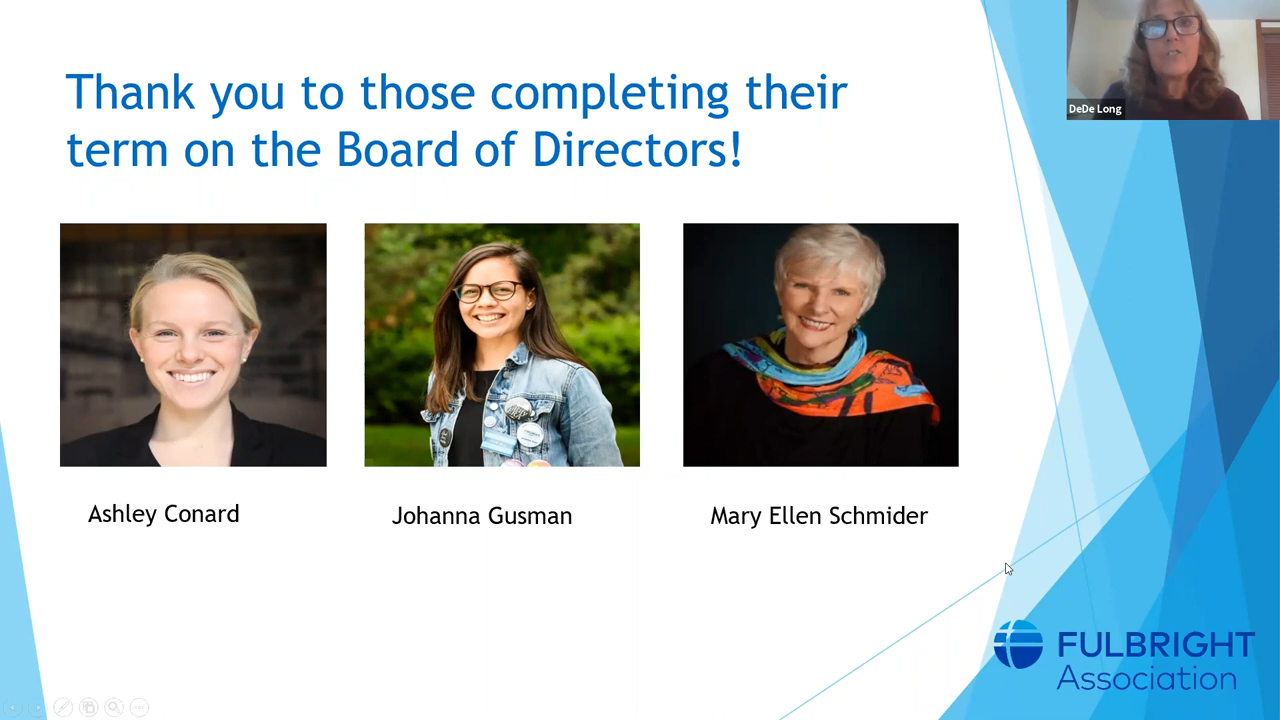 Thank you to those completing their
term on the Board of Directors!
DeDe Long
Ashley Conard
Johanna Gusman
Mary Ellen Schmider
FULBRIGHT
Association